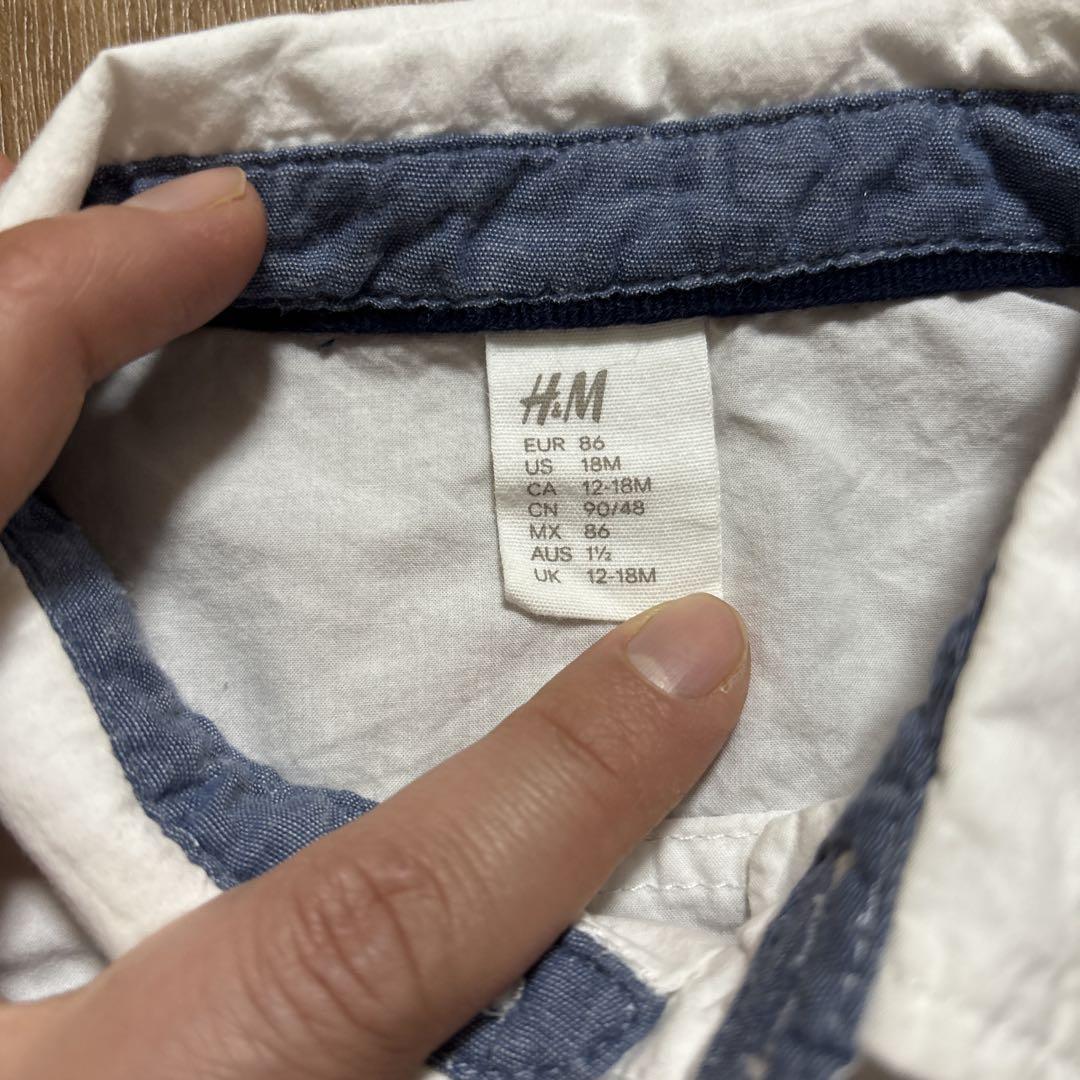 H&M
EUR 86
US 18M
CA 12-18M
CN 90/48
MX 86
AUS 1½
UK 12-18M